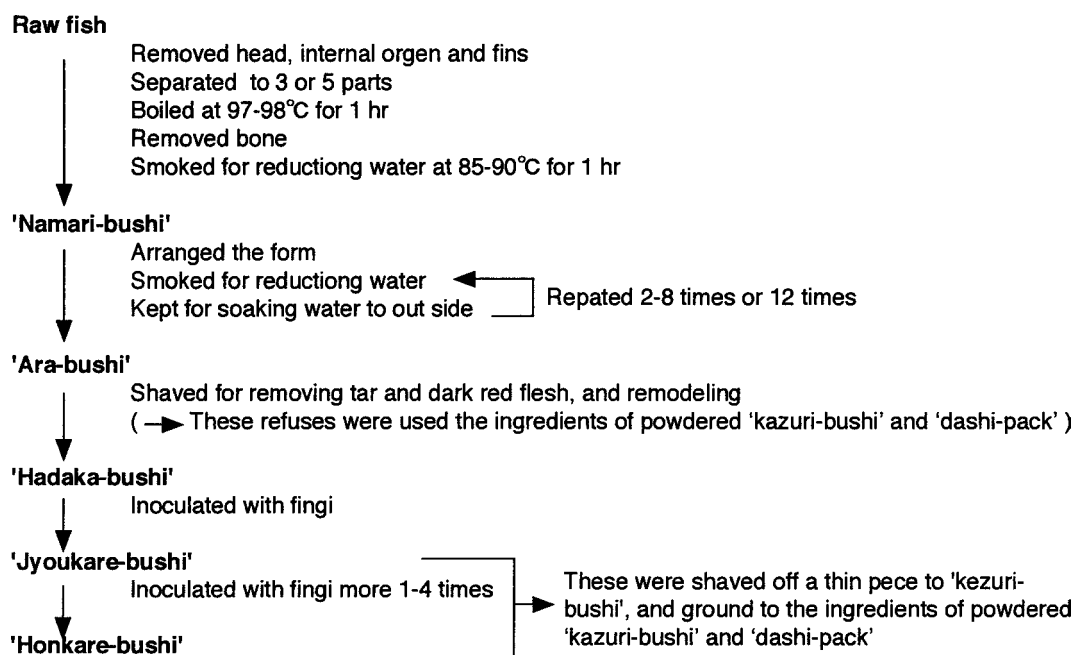 Raw fish
Removed head, internal orgen and fins
Separated to 3 or 5 parts
Boiled at 97-98°C for 1 hr
Removed bone
Smoked for reductiong water at 85-90°C for 1 hr
'Namari-bushi'
Arranged the form
Smoked for reductiong water
Kept for soaking water to out side
Repated 2-8 times or 12 times
'Ara-bushi'
Shaved for removing tar and dark red flesh, and remodeling
( → These refuses were used the ingredients of powdered ‘kazuri-bushi’ and ‘dashi-pack’ )
'Hadaka-bushi'
Inoculated with fingi
'Jyoukare-bushi'
Inoculated with fingi more 1-4 times
'Honkare-bushi'
These were shaved off a thin pece to 'kezuri-
bushi', and ground to the ingredients of powdered
‘kazuri-bushi’ and ‘dashi-pack’